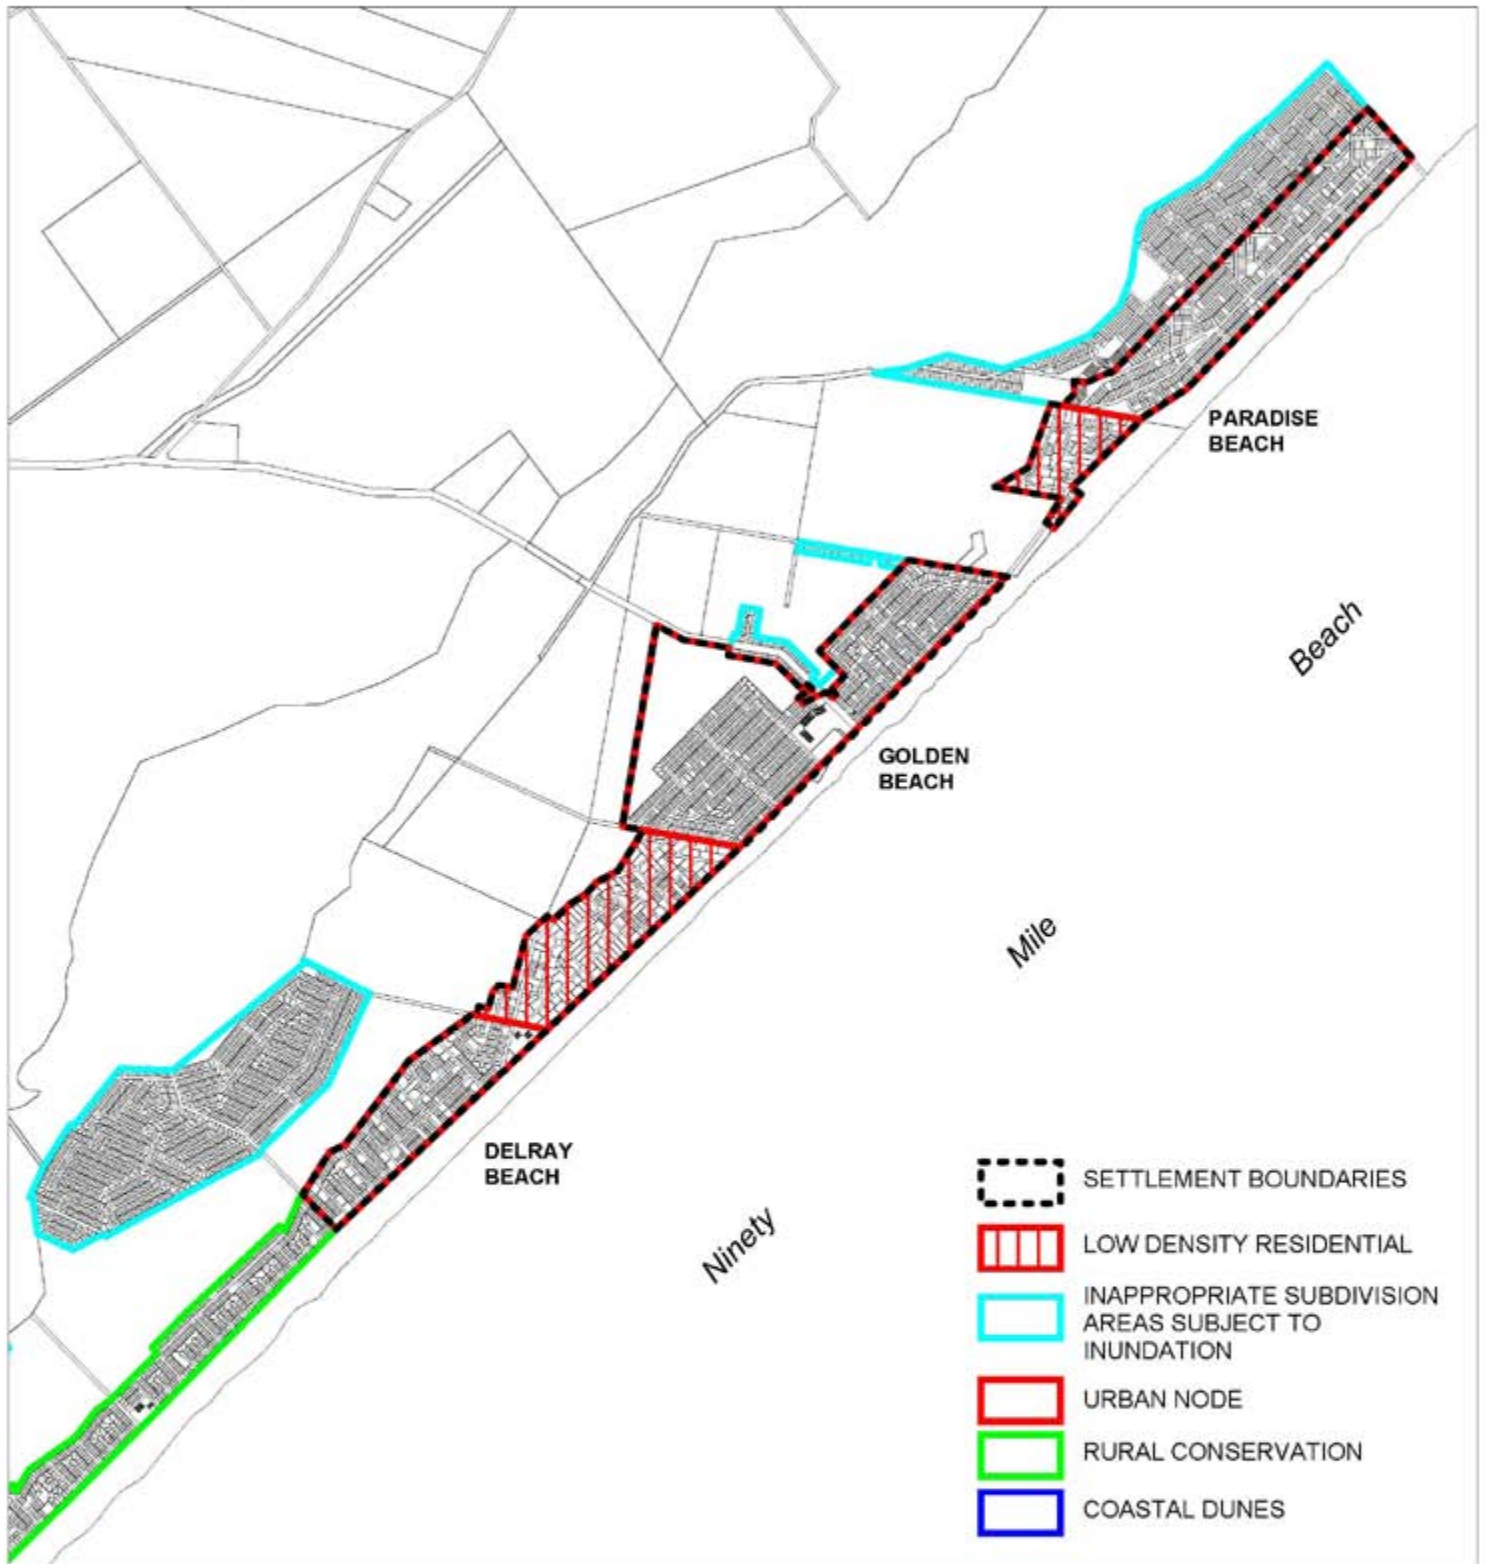 PARADISE
BEACH
Beach
GOLDEN
BEACH
Mile
DELRAY
BEACH
Ninety
SETTLEMENT BOUNDARIES
LOW DENSITY RESIDENTIAL
INAPPROPRIATE SUBDIVISION
AREAS SUBJECT TO
INUNDATION
URBAN NODE
RURAL CONSERVATION
COASTAL DUNES